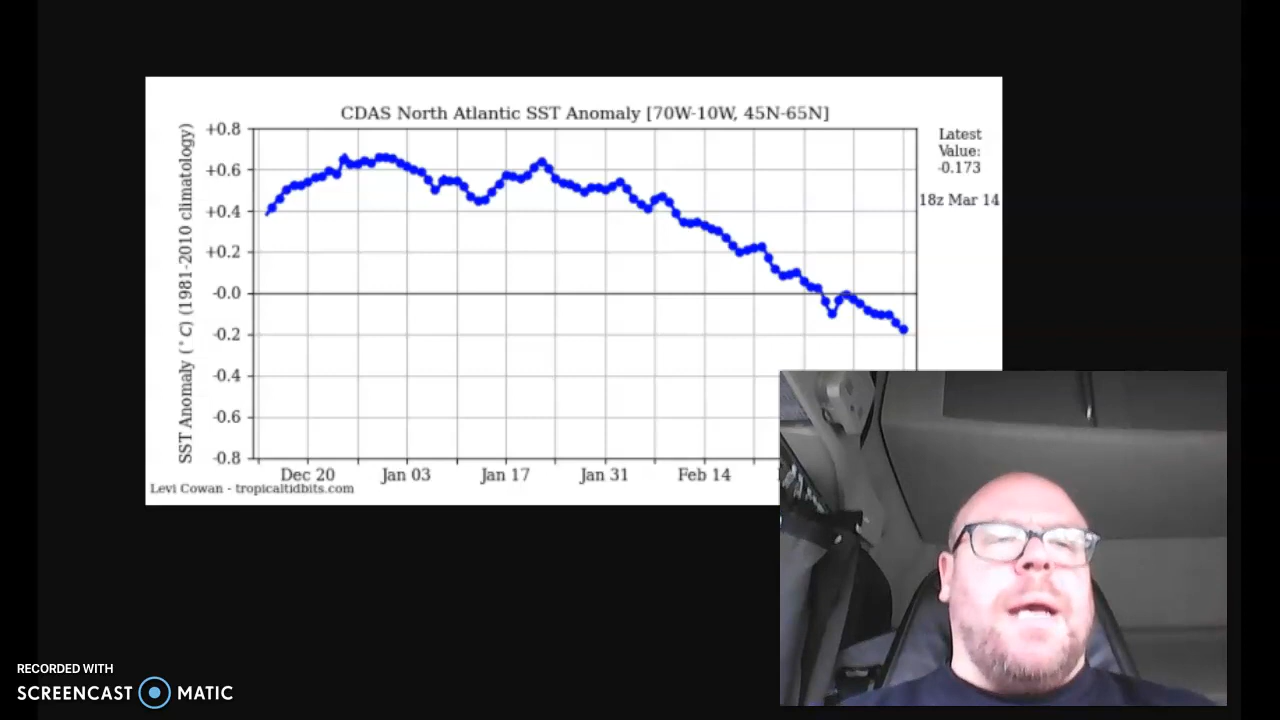 CDAS North Atlantic SST Anomaly [70W-10W, 45N-65N]
SST Anomaly (°C) (1981-2010 climatology)
+0.8
+0.6
+0.4
+0.2
-0.0
-0.2
-0.4
-0.6
-0.8
Dec 20 Jan 03 Jan 17 Jan 31 Feb 14
Latest
Value:
-0.173
18z Mar 14
Levi Cowan - tropicaltidbits.com
RECORDED WITH
SCREENCAST MATIC